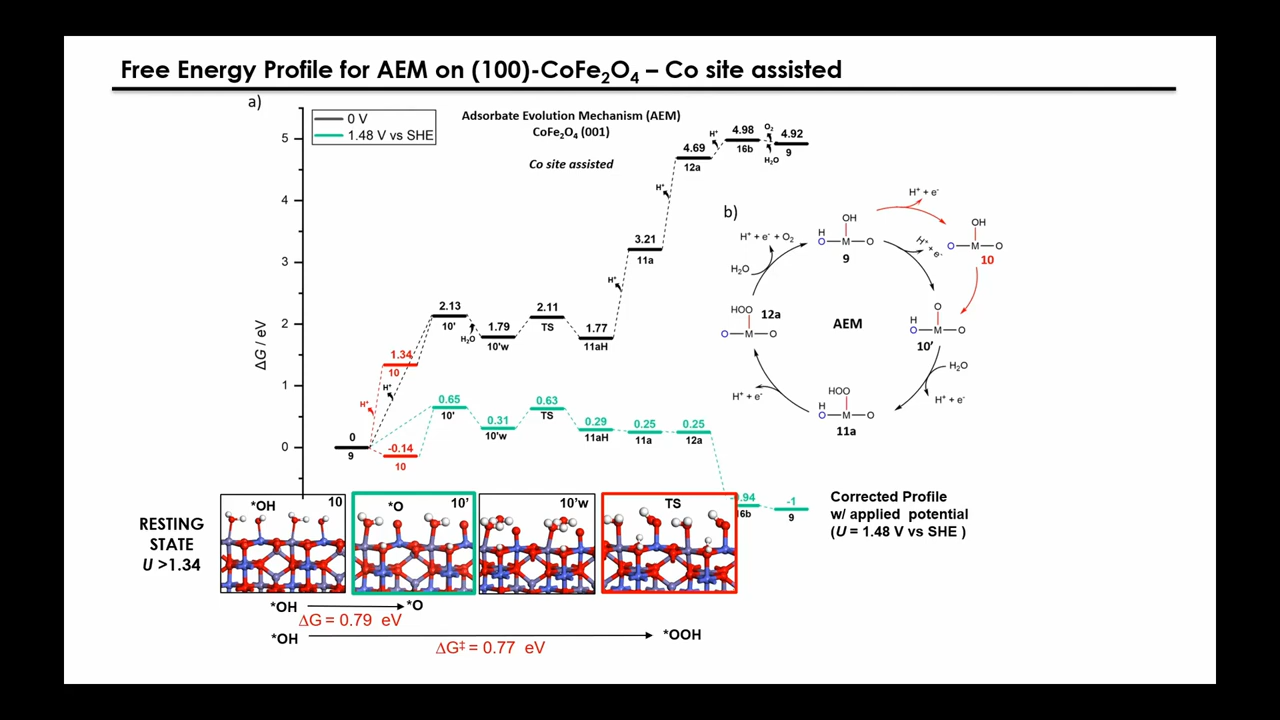 Free Energy Profile for AEM on (100)-CoFe₂O₄ – Co site assisted
a)
0 V
1.48 V vs SHE
Adsorbate Evolution Mechanism (AEM)
CoFe₂O₄ (001)
Co site assisted
ΔG / eV
5
4
3
2
1
0
0
9
H⁺
1.34
10
H⁺
2.13
10'
H₂O
1.79
10'w
2.11
TS
1.77
11aH
H⁺
3.21
11a
H⁺
4.69
12a
H⁺
4.98
16b
O₂
H₂O
4.92
9
-0.14
10
0.65
10'
0.31
10'w
0.63
TS
0.29
11aH
0.25
11a
0.25
12a
0.94
16b
-1
9
b)
H⁺ + e⁻
OH
H
O
M
O
9
OH
O
M
O
10
H⁺ + e⁻
O
H
O
M
O
10'
H₂O
H⁺ + e⁻
HOO
H
O
M
O
11a
H⁺ + e⁻
HOO
O
M
O
12a
H₂O
H⁺ + e⁻ + O₂
AEM
Corrected Profile
w/ applied potential
(U = 1.48 V vs SHE )
RESTING
STATE
U >1.34
*OH
10
*O
10'
10'w
TS
*OH
*O
ΔG = 0.79 eV
*OH
*OOH
ΔG‡ = 0.77 eV